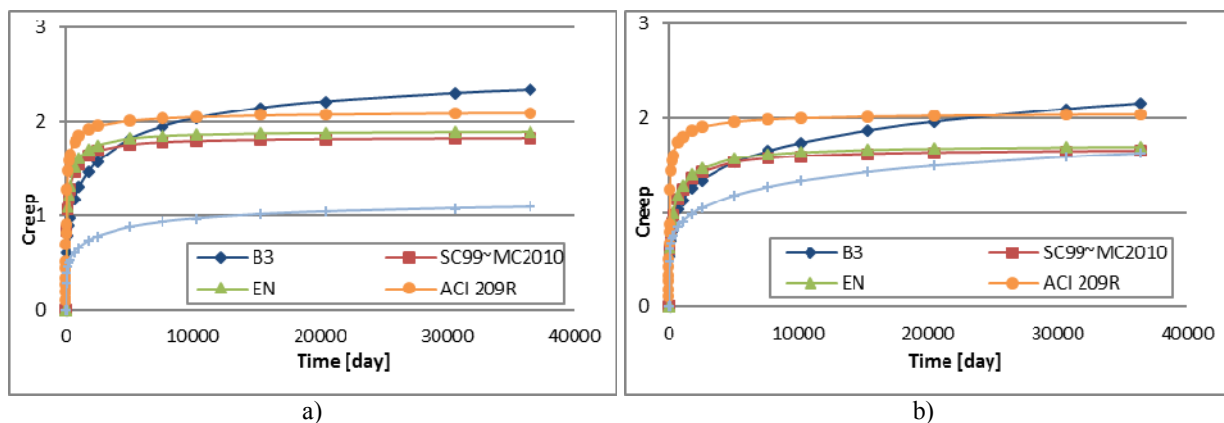 3
2
1
0
Creep
0
10000
20000
30000
40000
Time [day]
B3
SC99~MC2010
EN
ACI 209R
a)
3
2
1
0
Creep
0
10000
20000
30000
40000
Time [day]
B3
SC99~MC2010
EN
ACI 209R
b)